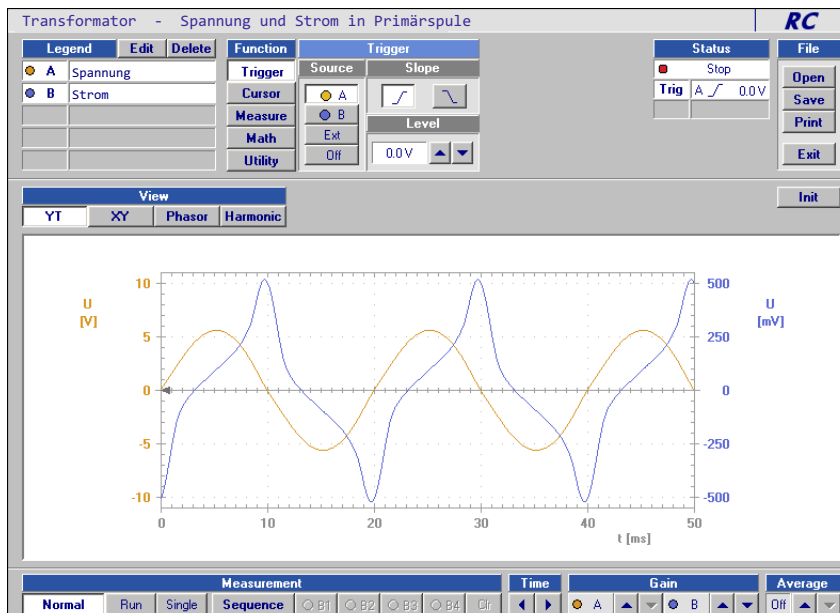 Transformator - Spannung und Strom in Primärspule
RC
Legend Edit Delete
A Spannung
B Strom
Function
Trigger
Cursor
Measure
Math
Utility
Trigger
Source
A
B
Ext
Off
Slope
Level
0.0 V
Status
Stop
Trig A 0.0 V
File
Open
Save
Print
Exit
View
YT XY Phasor Harmonic
Init
U
[V]
10
5
0
-5
-10
500
250
0
-250
-500
U
[mV]
0 10 20 30 40 50
t [ms]
Measurement
Normal Run Single Sequence B1 B2 B3 B4 Clr
Time
Gain
A B
Average
Off